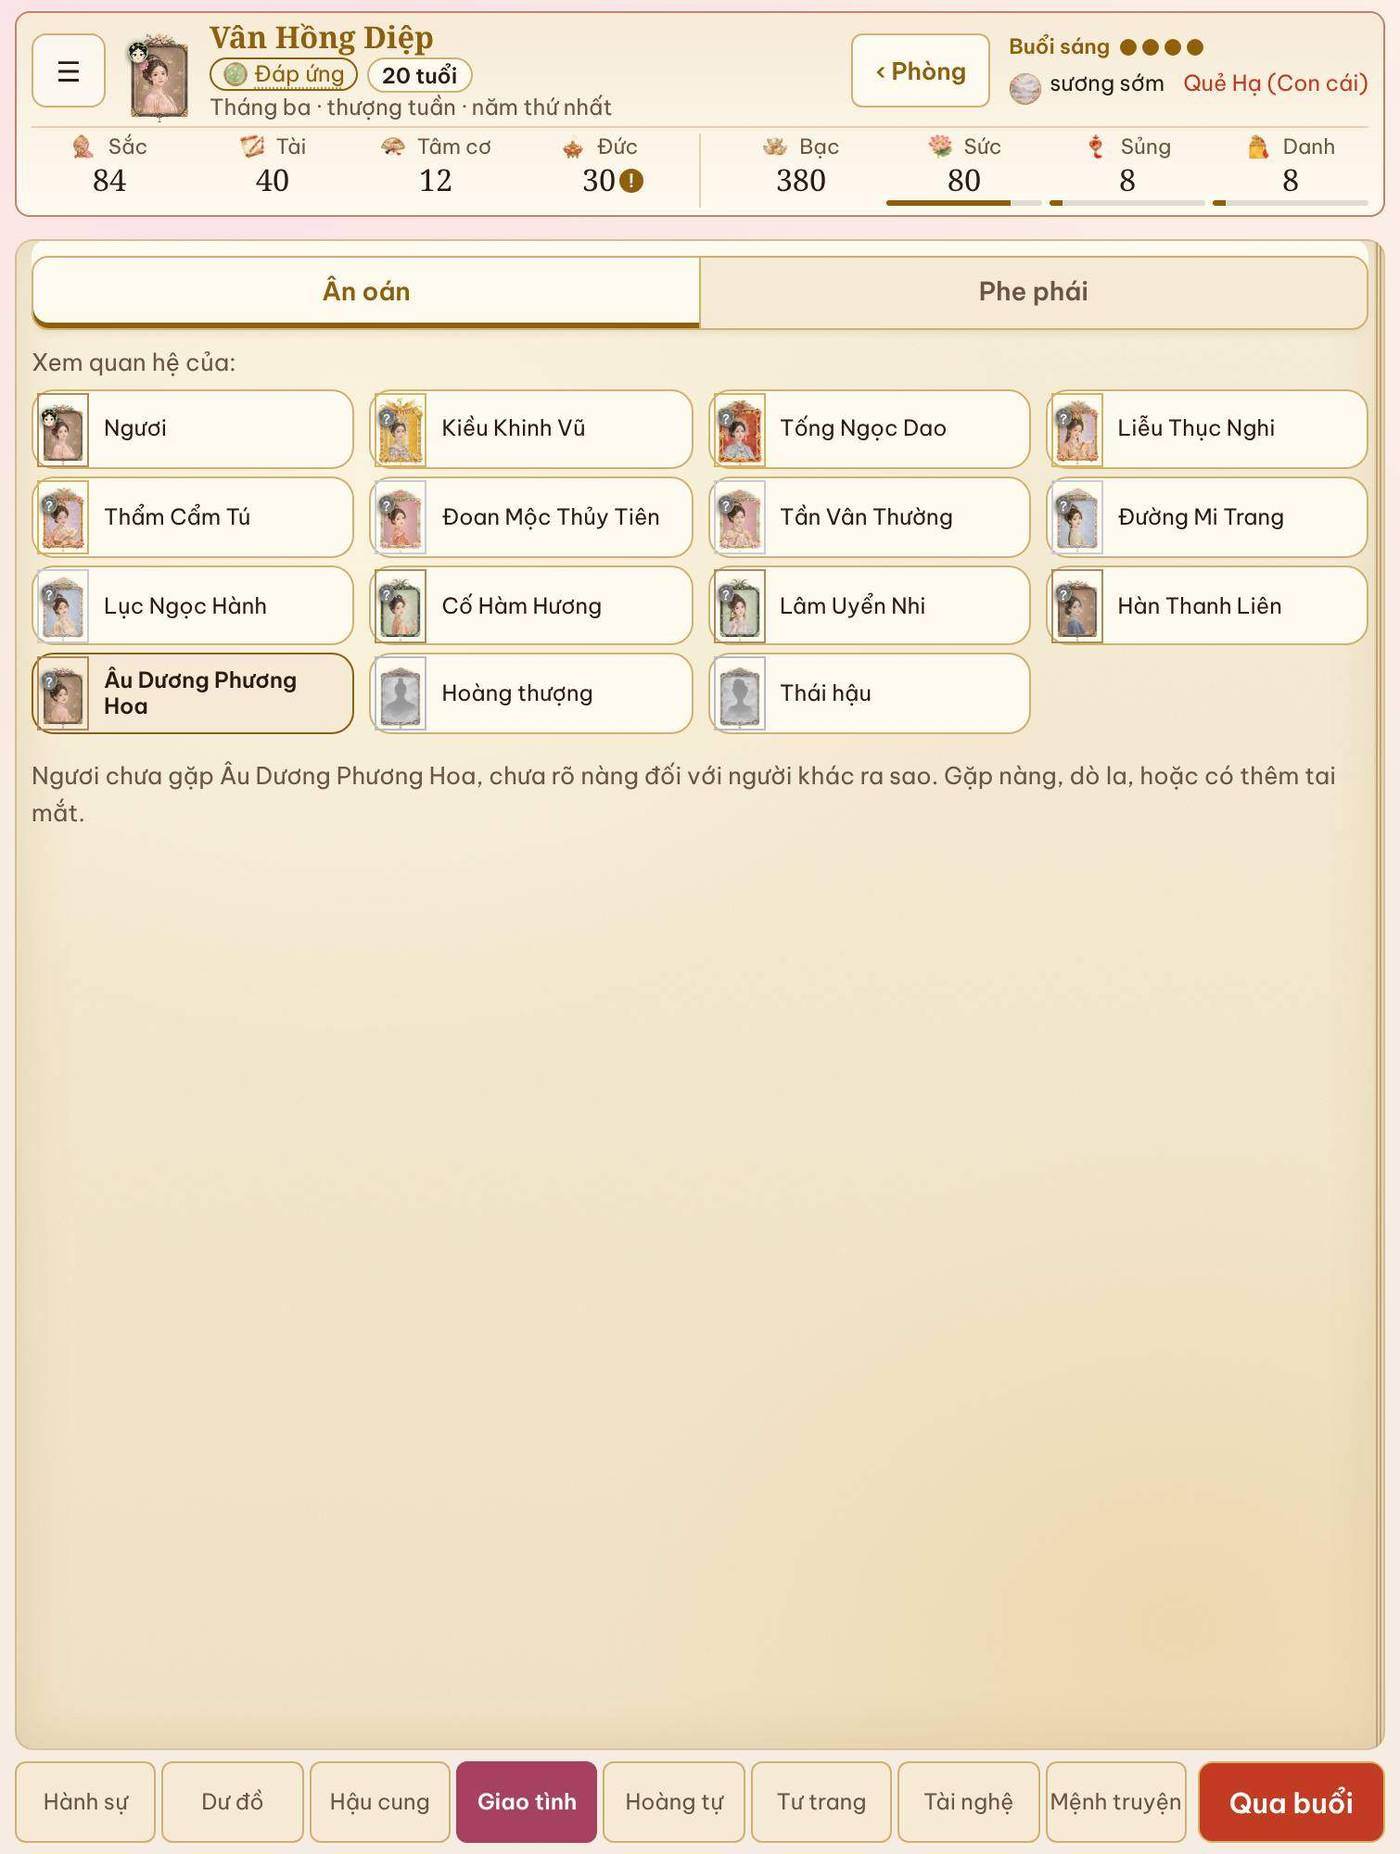 ☰
Vân Hồng Diệp
Đáp ứng
20 tuổi
Tháng ba · thượng tuần · năm thứ nhất
‹ Phòng
Buổi sáng
sương sớm
Quẻ Hạ (Con cái)
Sắc
84
Tài
40
Tâm cơ
12
Đức
30 !
Bạc
380
Sức
80
Sủng
8
Danh
8
Ân oán
Phe phái
Xem quan hệ của:
Ngươi
? Kiều Khinh Vũ
? Tống Ngọc Dao
? Liễu Thục Nghi
? Thẩm Cẩm Tú
? Đoan Mộc Thủy Tiên
? Tần Vân Thường
? Đường Mi Trang
? Lục Ngọc Hành
? Cố Hàm Hương
? Lâm Uyển Nhi
? Hàn Thanh Liên
? Âu Dương Phương
Hoa
Hoàng thượng
Thái hậu
Ngươi chưa gặp Âu Dương Phương Hoa, chưa rõ nàng đối với người khác ra sao. Gặp nàng, dò la, hoặc có thêm tai
mắt.
Hành sự
Dư đồ
Hậu cung
Giao tình
Hoàng tự
Tư trang
Tài nghệ
Mệnh truyện
Qua buổi